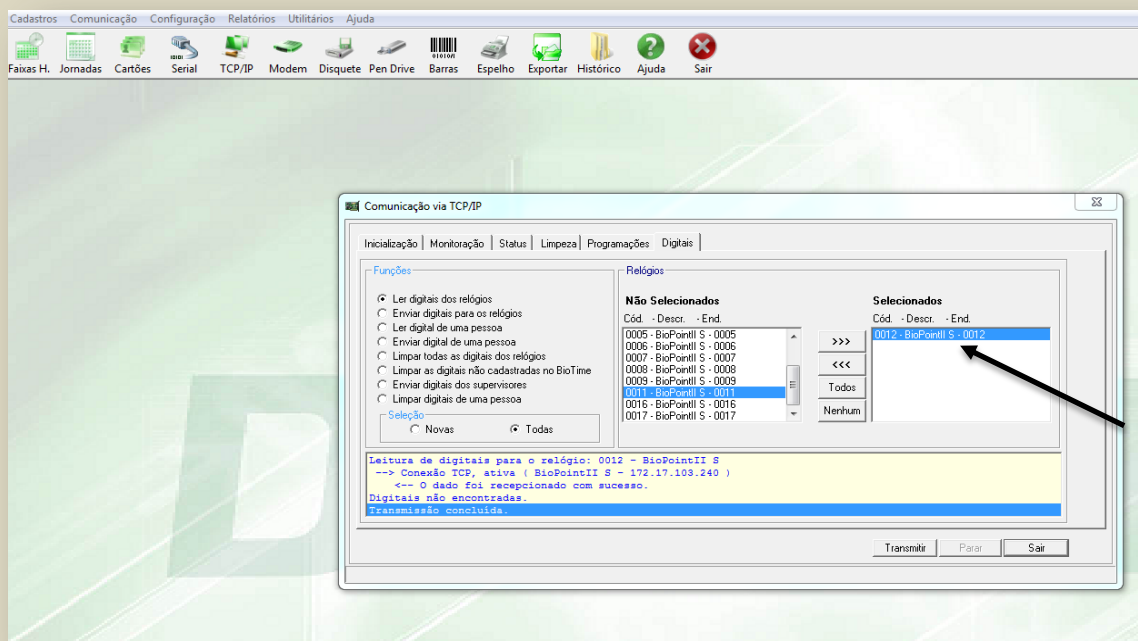 Cadastros Comunicação Configuração Relatórios Utilitários Ajuda
Faixas H. Jornadas Cartões Serial TCP/IP Modem Disquete Pen Drive Barras Espelho Exportar Histórico Ajuda Sair
Comunicação via TCP/IP
Inicialização Monitoração Status Limpeza Programações Digitais
Funções
Ler digitais dos relógios
Enviar digitais para os relógios
Ler digital de uma pessoa
Enviar digital de uma pessoa
Limpar todas as digitais dos relógios
Limpar as digitais não cadastradas no BioTime
Enviar digitais dos supervisores
Limpar digitais de uma pessoa
Seleção
Novas Todas
Relógios
Não Selecionados
Cód. - Descr. - End.
0005 - BioPointII S - 0005
0006 - BioPointII S - 0006
0007 - BioPointII S - 0007
0008 - BioPointII S - 0008
0009 - BioPointII S - 0009
0011 - BioPointII S - 0011
0016 - BioPointII S - 0016
0017 - BioPointII S - 0017
>>>
<<<
Todos
Nenhum
Selecionados
Cód. - Descr. - End.
0012 - BioPointII S - 0012
Leitura de digitais para o relógio: 0012 - BioPointII S
--> Conexão TCP, ativa ( BioPointII S - 172.17.103.240 )
<-- O dado foi recepcionado com sucesso.
Digitais não encontradas.
Transmissão concluída.
Transmitir Parar Sair